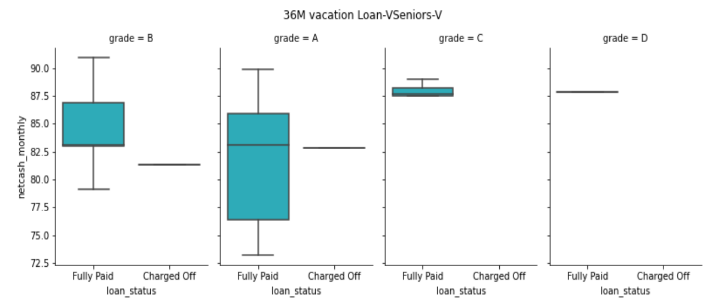 36M vacation Loan-VSeniors-V
grade = B
grade = A
grade = C
grade = D
netcash_monthly
90.0
87.5
85.0
82.5
80.0
77.5
75.0
72.5
Fully Paid Charged Off
Fully Paid Charged Off
Fully Paid Charged Off
Fully Paid Charged Off
loan_status
loan_status
loan_status
loan_status